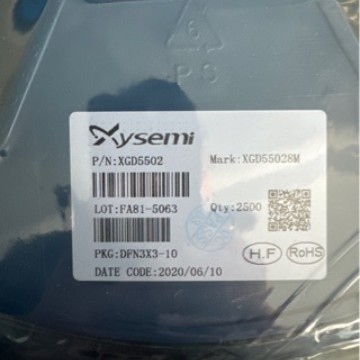 6
PS
Xysemi
P/N:XGD5502
Mark:XGD55028M
LOT:FA81-5063
Qty:2500
PKG:DFN3X3-10
H.F
RoHS
DATE CODE:2020/06/10